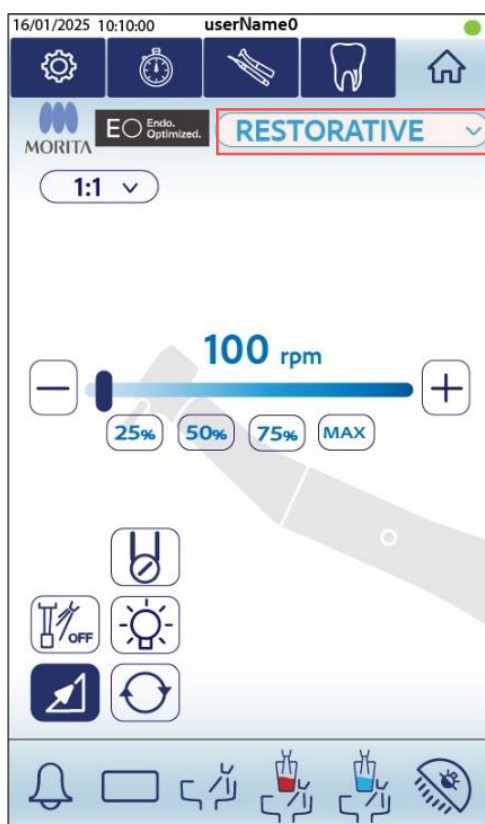 16/01/2025 10:10:00 userName0
MORITA EO Endo. Optimized. RESTORATIVE
1:1
100 rpm
25% 50% 75% MAX
OFF